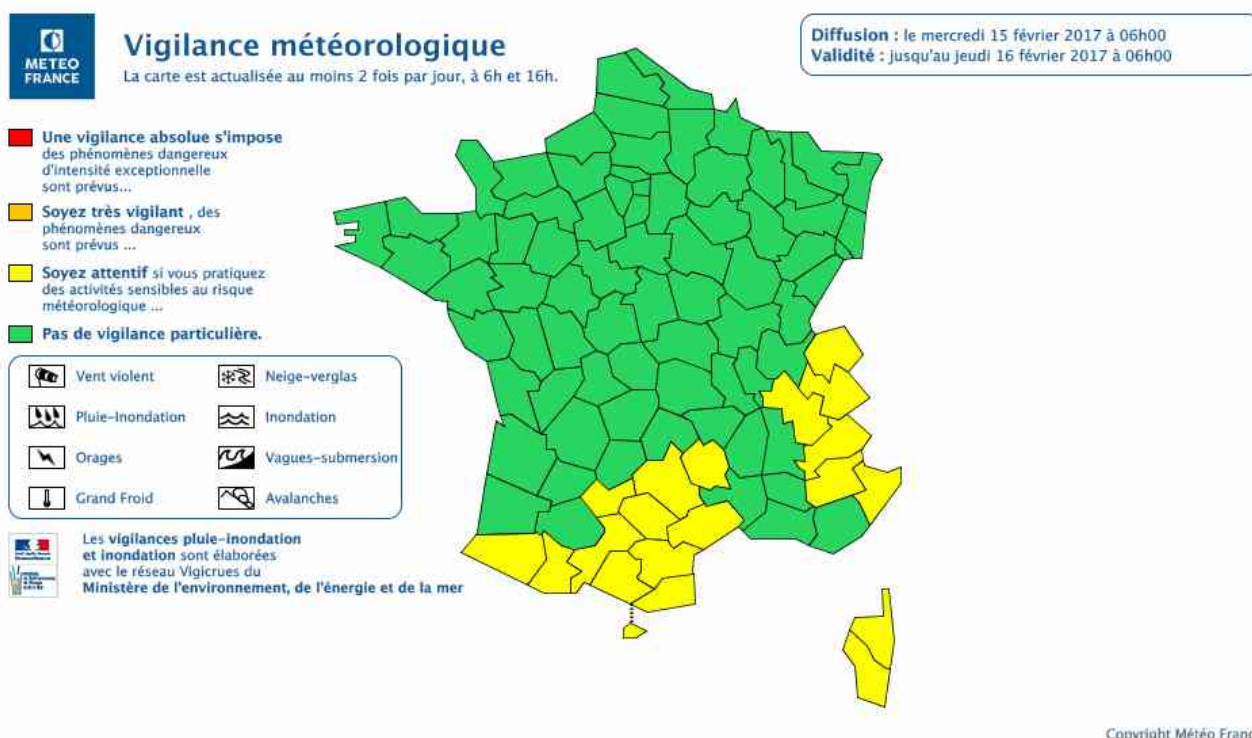 METEO
FRANCE
Vigilance météorologique
La carte est actualisée au moins 2 fois par jour, à 6h et 16h.
Diffusion : le mercredi 15 février 2017 à 06h00
Validité : jusqu'au jeudi 16 février 2017 à 06h00
Une vigilance absolue s'impose
des phénomènes dangereux
d'intensité exceptionnelle
sont prévus...
Soyez très vigilant , des
phénomènes dangereux
sont prévus ...
Soyez attentif si vous pratiquez
des activités sensibles au risque
météorologique ...
Pas de vigilance particulière.
Vent violent
Neige-verglas
Pluie-Inondation
Inondation
Orages
Vagues-submersion
Grand Froid
Avalanches
Les vigilances pluie-inondation
et inondation sont élaborées
avec le réseau Vigicrues du
Ministère de l'environnement, de l'énergie et de la mer
Copyright Météo Franc